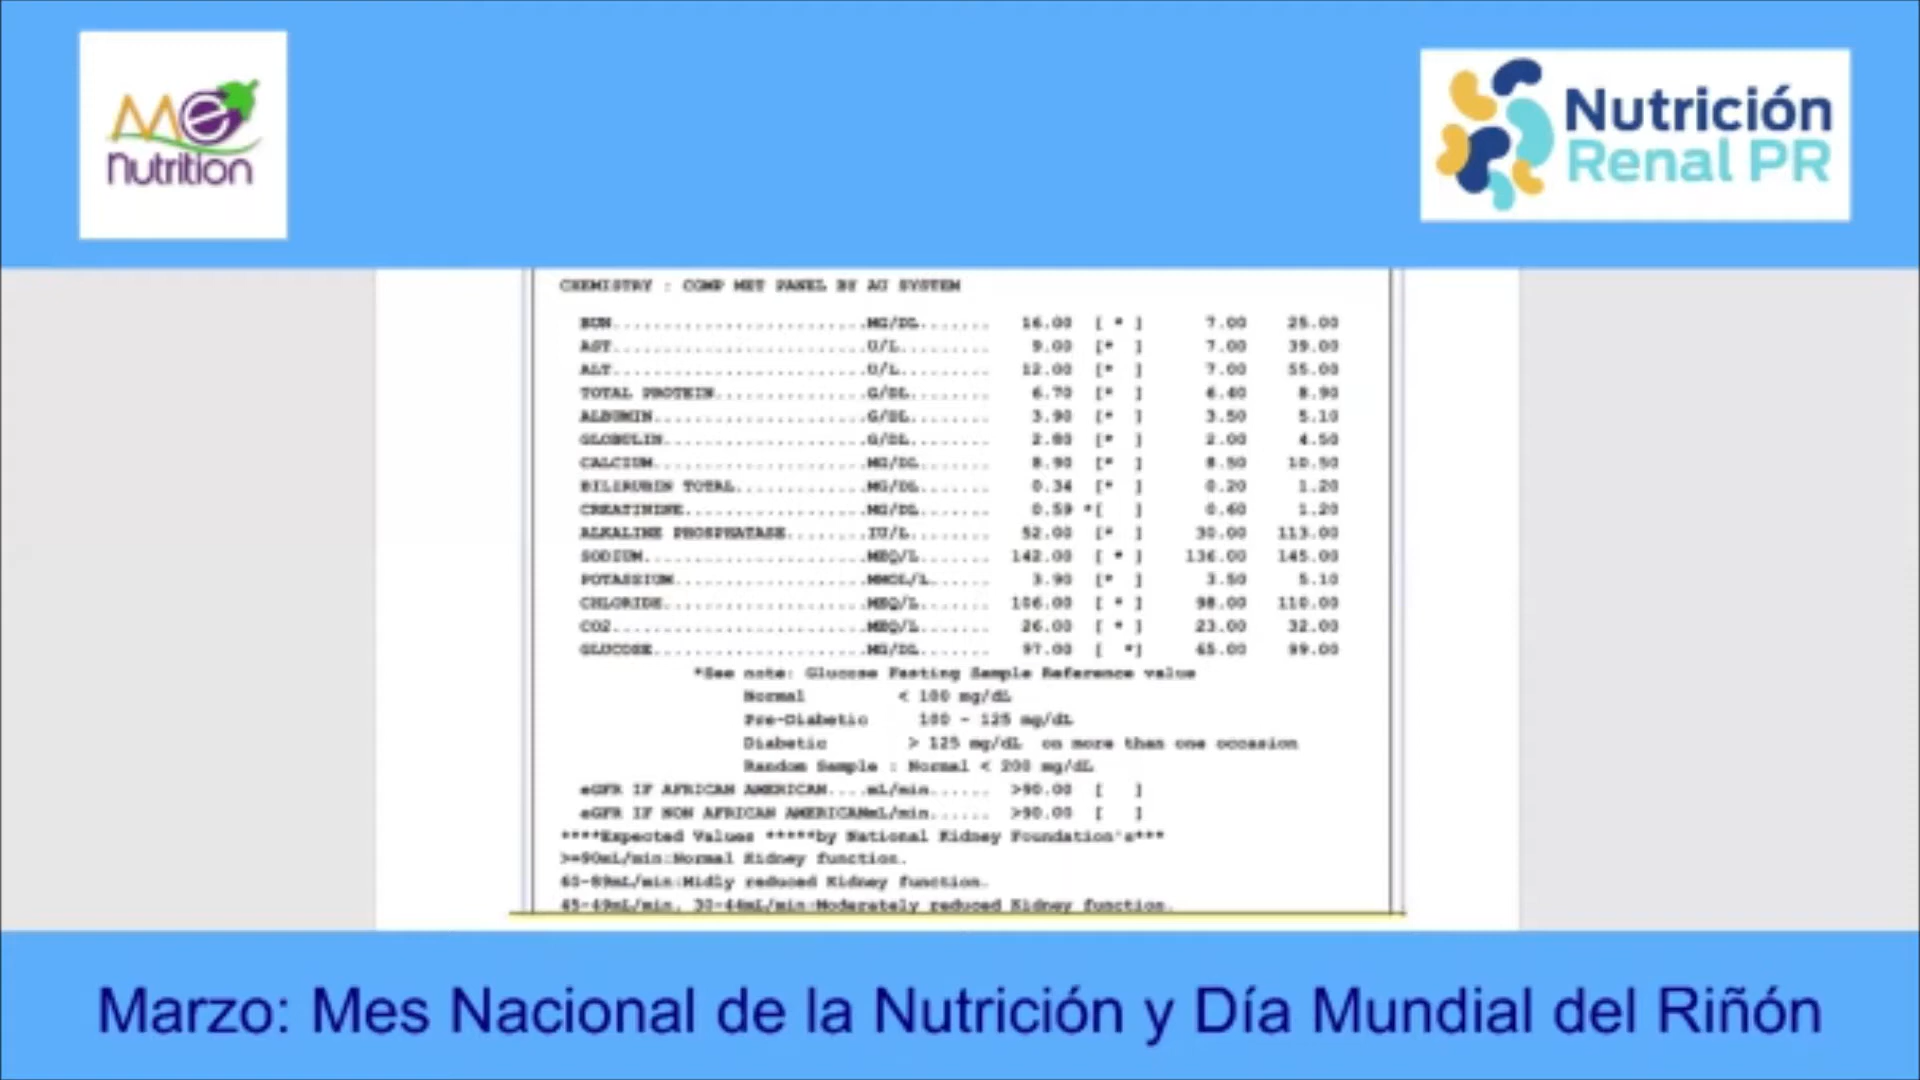 Me
Nutrition
Nutrición
Renal PR
CHEMISTRY : COMP MET PANEL BY AU SYSTEM
BUN.........................MG/DL....... 16.00 [ * ] 7.00 25.00
AST.........................U/L......... 9.00 [* ] 7.00 39.00
ALT.........................U/L......... 12.00 [* ] 7.00 55.00
TOTAL PROTEIN...............G/DL........ 6.70 [* ] 6.40 8.90
ALBUMIN.....................G/DL........ 3.90 [* ] 3.50 5.10
GLOBULIN....................G/DL........ 2.80 [* ] 2.00 4.50
CALCIUM.....................MG/DL....... 8.90 [* ] 8.50 10.50
BILIRUBIN TOTAL.............MG/DL....... 0.34 [* ] 0.20 1.20
CREATININE..................MG/DL....... 0.59 *[ ] 0.60 1.20
ALKALINE PHOSPHATASE........IU/L........ 52.00 [* ] 30.00 113.00
SODIUM......................MEQ/L....... 142.00 [ * ] 136.00 145.00
POTASSIUM...................MMOL/L...... 3.90 [* ] 3.50 5.10
CHLORIDE....................MEQ/L....... 106.00 [ * ] 98.00 110.00
CO2.........................MEQ/L....... 26.00 [ * ] 23.00 32.00
GLUCOSE.....................MG/DL....... 97.00 [ *] 65.00 99.00
*See note: Glucose Fasting Sample Reference value
Normal < 100 mg/dL
Pre-Diabetic 100 - 125 mg/dL
Diabetic > 125 mg/dL on more than one occasion
Random Sample : Normal < 200 mg/dL
eGFR IF AFRICAN AMERICAN....mL/min...... >90.00 [ ]
eGFR IF NON AFRICAN AMERICANmL/min...... >90.00 [ ]
****Expected Values *****by National Kidney Foundation's***
>=90mL/min:Normal Kidney function.
60-89mL/min:Midly reduced Kidney function.
45-49mL/min, 30-44mL/min:Moderately reduced Kidney function.
Marzo: Mes Nacional de la Nutrición y Día Mundial del Riñón